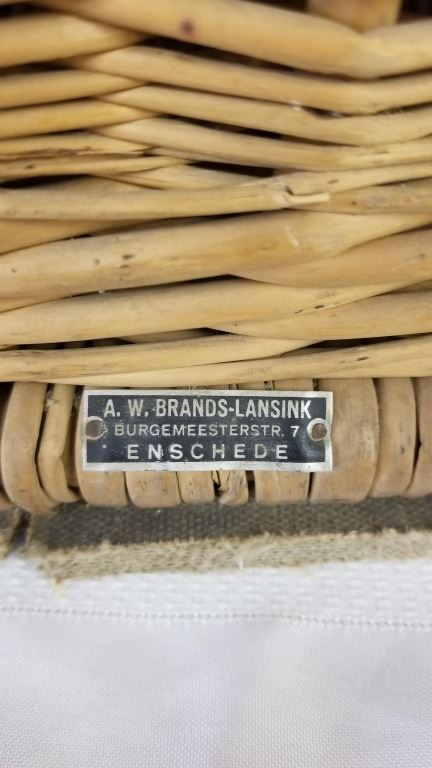 A. W. BRANDS-LANSINK
BURGEMEESTERSTR. 7
ENSCHEDE